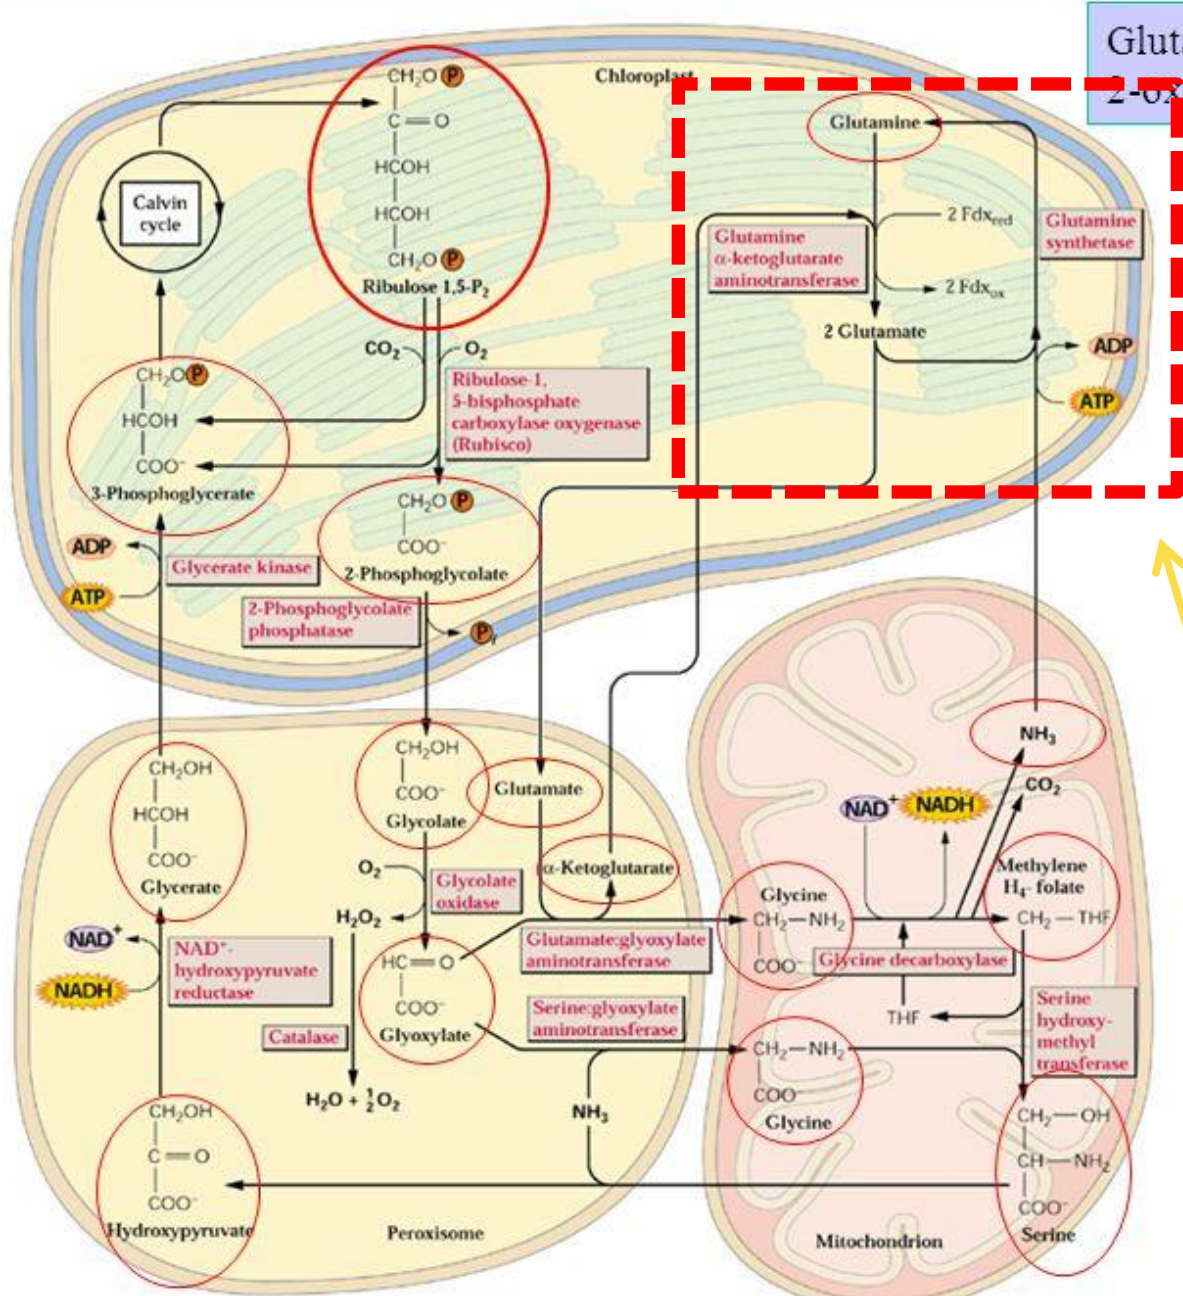 Gluta
2-ox
Chloroplast
CH₂O P
C=O
HCOH
HCOH
CH₂O P
Ribulose 1,5-P₂
Calvin
cycle
Glutamine
2 Fdx_red
Glutamine
synthetase
Glutamine
α-ketoglutarate
aminotransferase
2 Fdx_ox
2 Glutamate
ADP
ATP
CO₂
O₂
Ribulose-1,
5-bisphosphate
carboxylase oxygenase
(Rubisco)
CH₂O P
HCOH
COO⁻
3-Phosphoglycerate
CH₂O P
COO⁻
2-Phosphoglycolate
ADP
Glycerate kinase
ATP
2-Phosphoglycolate
phosphatase
P i
CH₂OH
HCOH
COO⁻
Glycerate
CH₂OH
COO⁻
Glycolate
Glutamate
α-Ketoglutarate
O₂
Glycolate
oxidase
H₂O₂
NAD⁺
NADH
NAD⁺-
hydroxypyruvate
reductase
HC=O
COO⁻
Glyoxylate
Glutamate:glyoxylate
aminotransferase
Serine:glyoxylate
aminotransferase
Catalase
H₂O + ½O₂
NH₃
CH₂OH
C=O
COO⁻
Hydroxypyruvate
Peroxisome
NH₃
CO₂
NAD⁺
NADH
Methylene
H₄- folate
CH₂—THF
Glycine
CH₂—NH₂
COO⁻
Glycine decarboxylase
THF
Serine
hydroxy-
methyl
transferase
CH₂—NH₂
COO⁻
Glycine
CH₂—OH
CH—NH₂
COO⁻
Serine
Mitochondrion